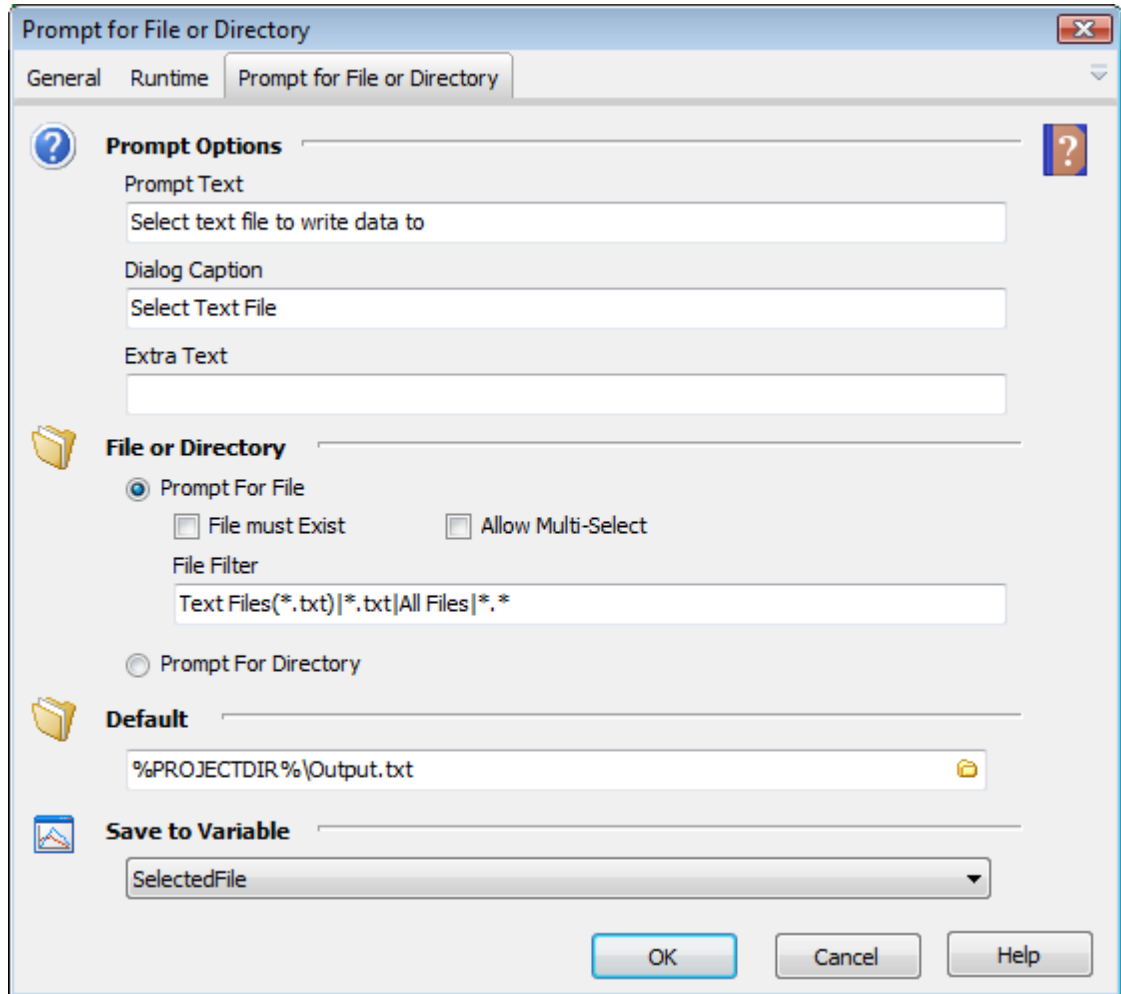 Prompt for File or Directory
General Runtime Prompt for File or Directory
Prompt Options
Prompt Text
Select text file to write data to
Dialog Caption
Select Text File
Extra Text
File or Directory
Prompt For File
File must Exist Allow Multi-Select
File Filter
Text Files(*.txt)|*.txt|All Files|*.*
Prompt For Directory
Default
%PROJECTDIR%\Output.txt
Save to Variable
SelectedFile
OK Cancel Help